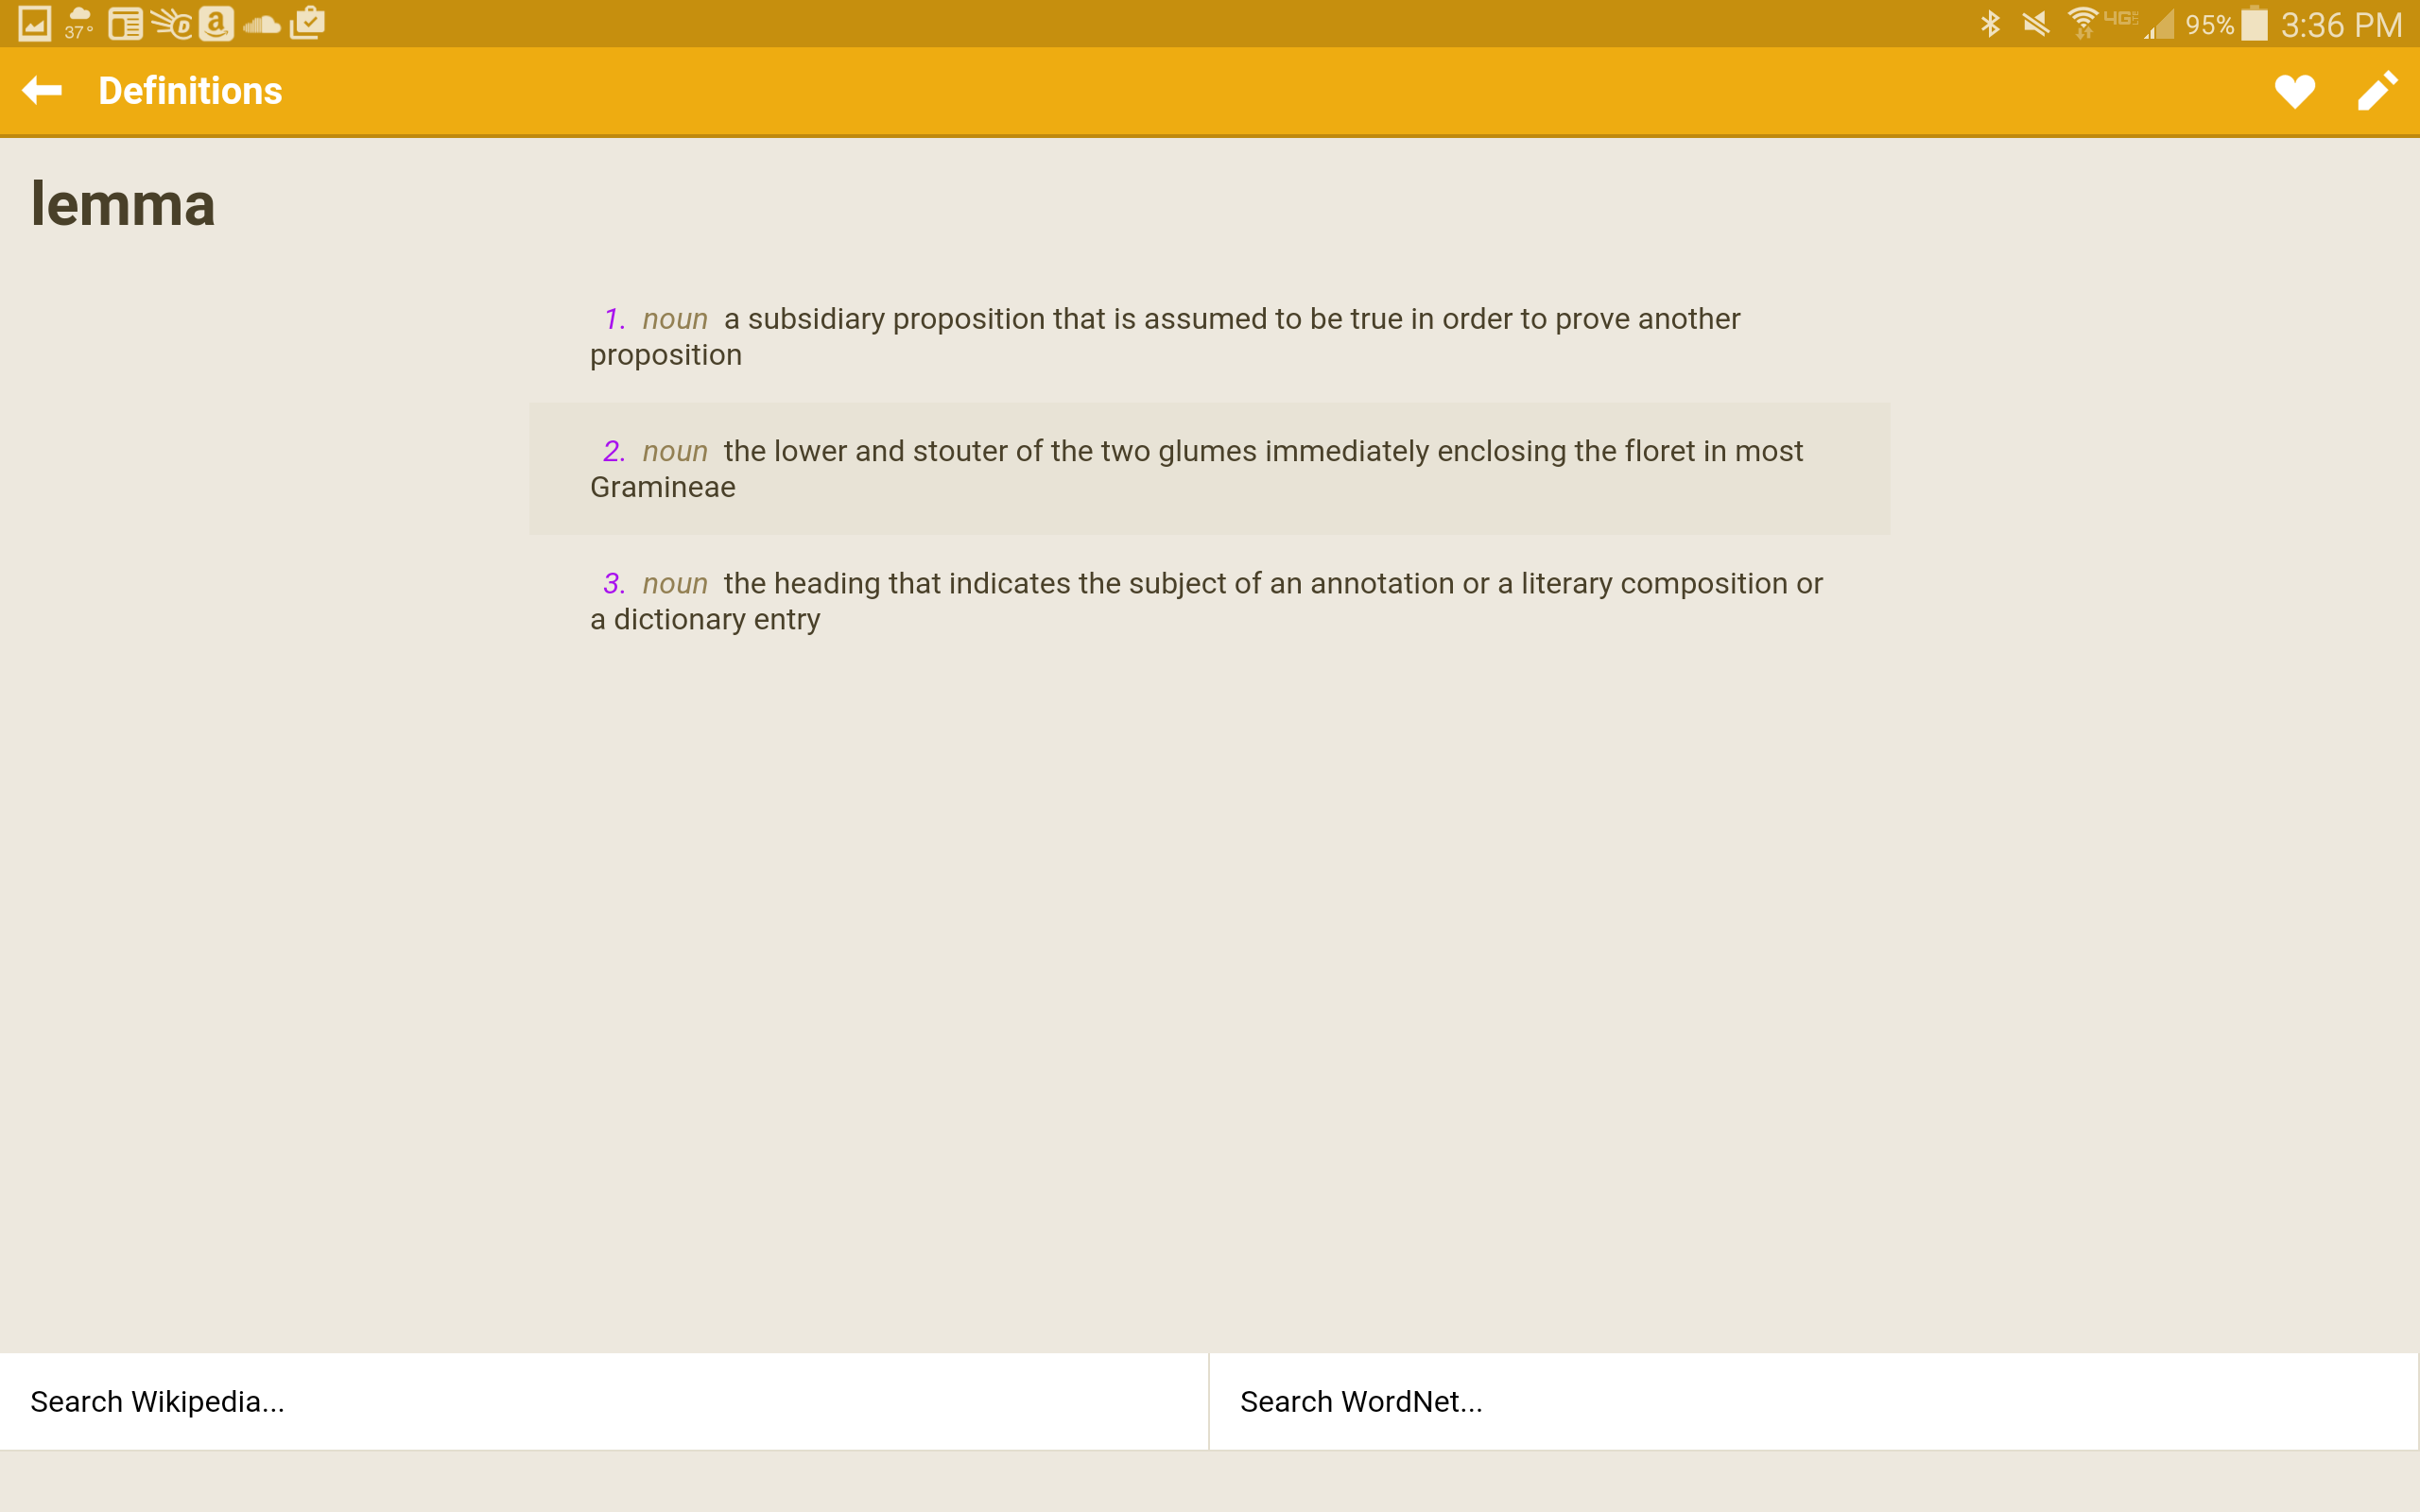 37°
4G LTE
95%
3:36 PM
Definitions
lemma
1. noun a subsidiary proposition that is assumed to be true in order to prove another
proposition
2. noun the lower and stouter of the two glumes immediately enclosing the floret in most
Gramineae
3. noun the heading that indicates the subject of an annotation or a literary composition or
a dictionary entry
Search Wikipedia...
Search WordNet...